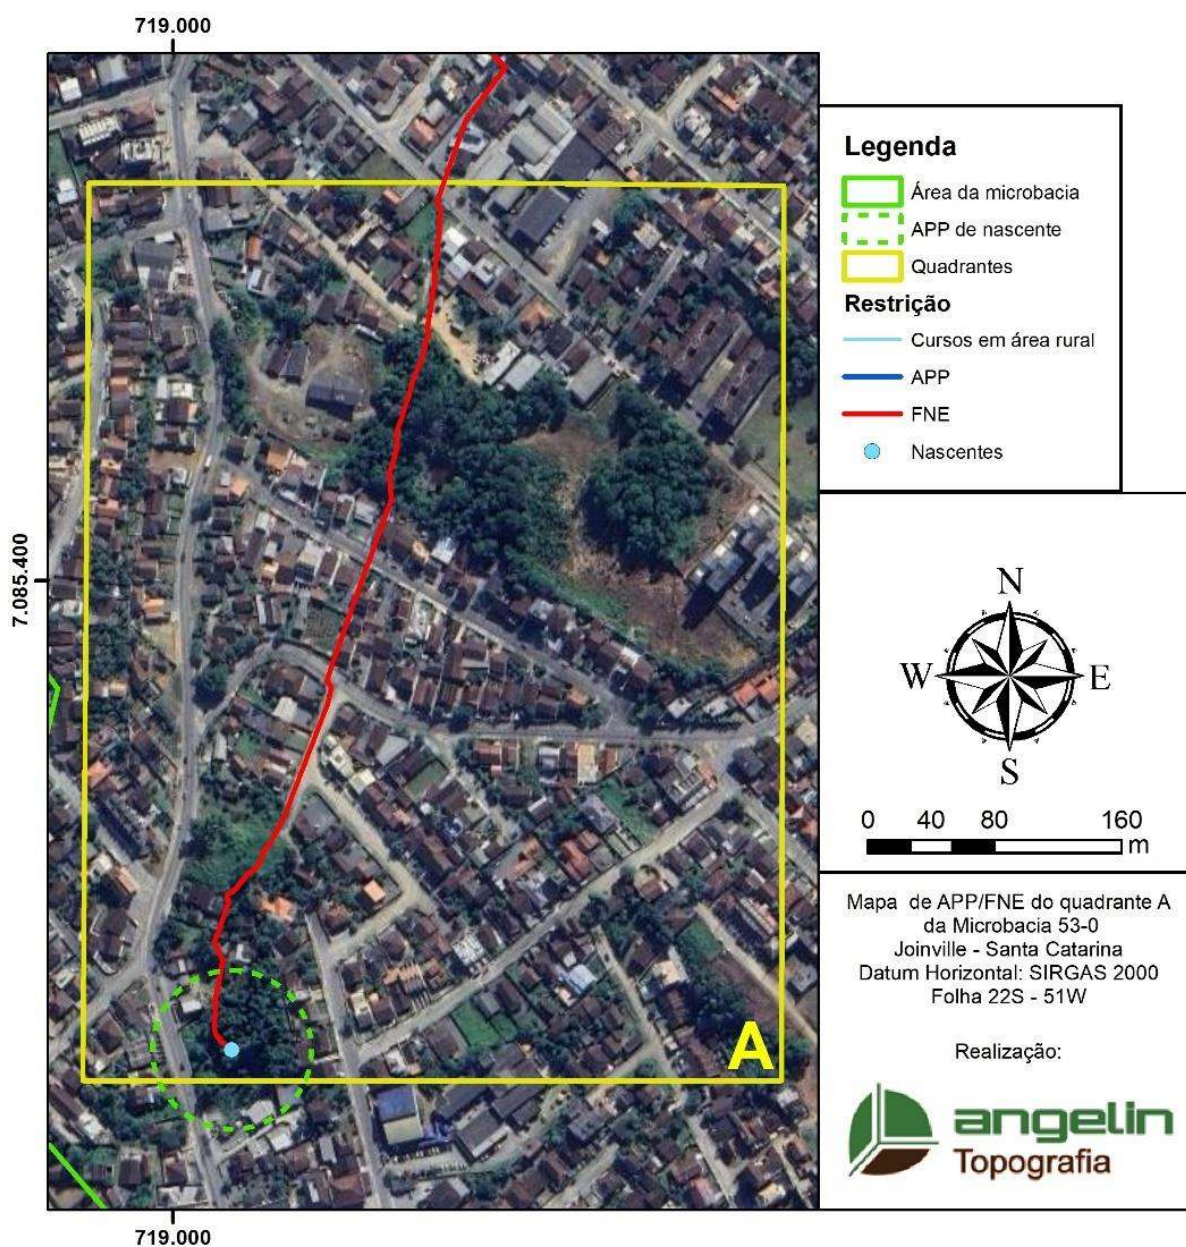 719.000
Legenda
Área da microbacia
APP de nascente
Quadrantes
Restrição
Cursos em área rural
APP
FNE
Nascentes
7.085.400
N
W
E
S
0 40 80 160
m
Mapa de APP/FNE do quadrante A
da Microbacia 53-0
Joinville - Santa Catarina
Datum Horizontal: SIRGAS 2000
Folha 22S - 51W
Realização:
angelin
Topografia
A
719.000